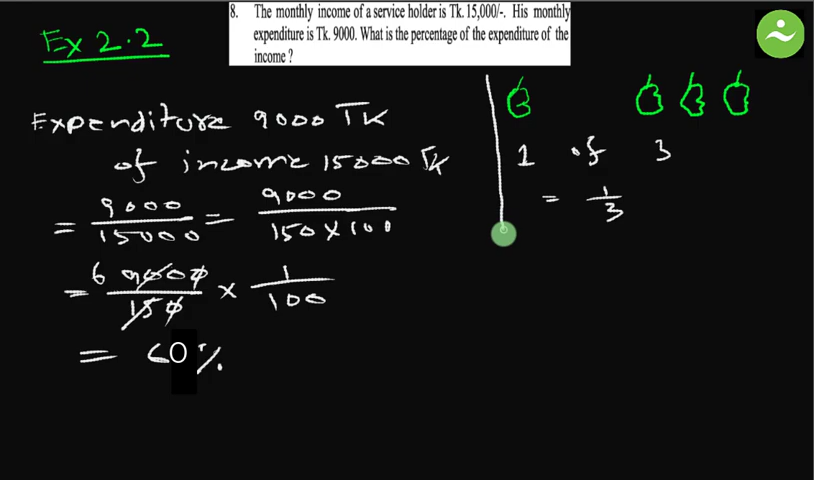 8. The monthly income of a service holder is Tk. 15,000/-. His monthly
expenditure is Tk. 9000. What is the percentage of the expenditure of the
income ?
Ex 2.2
Expenditure 9000 TK
of income 15000 TK
= 9000/15000 = 9000/150 × 100
= 6 9000/150 × 1/100
= 60%
1 of 3
= 1/3